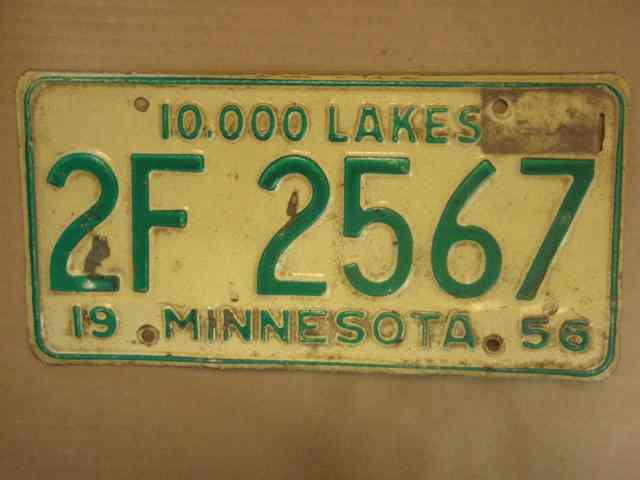 10,000 LAKES
2F 2567
19 MINNESOTA 56